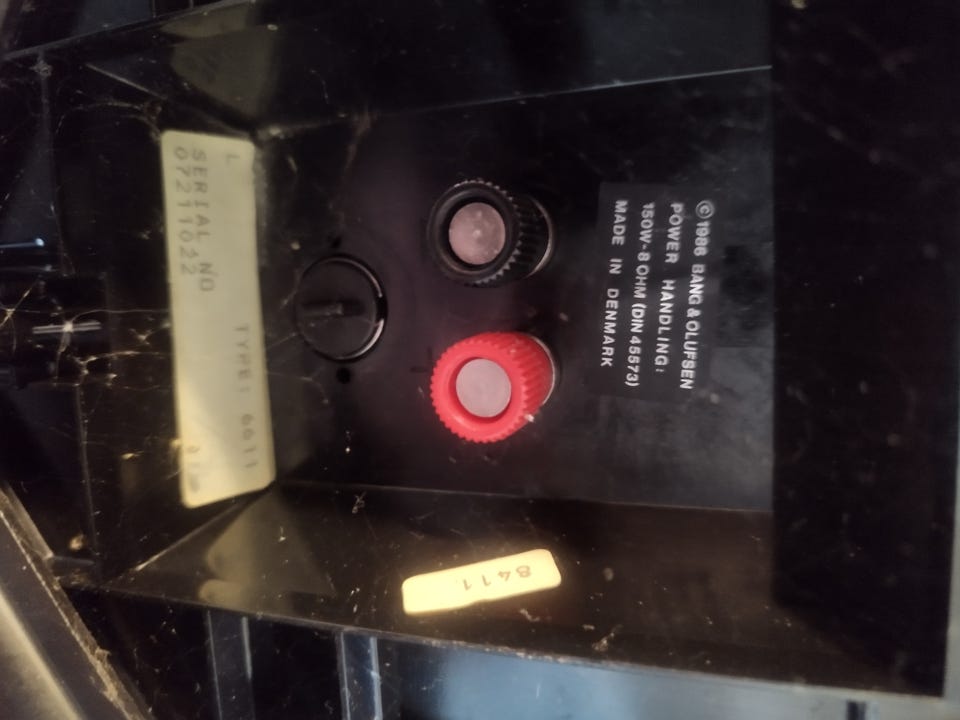 ©1986 BANG & OLUFSEN
POWER HANDLING:
150W-8 OHM (DIN 45573)
MADE IN DENMARK
L TYPE: 6611
SERIAL NO
07211022
8411